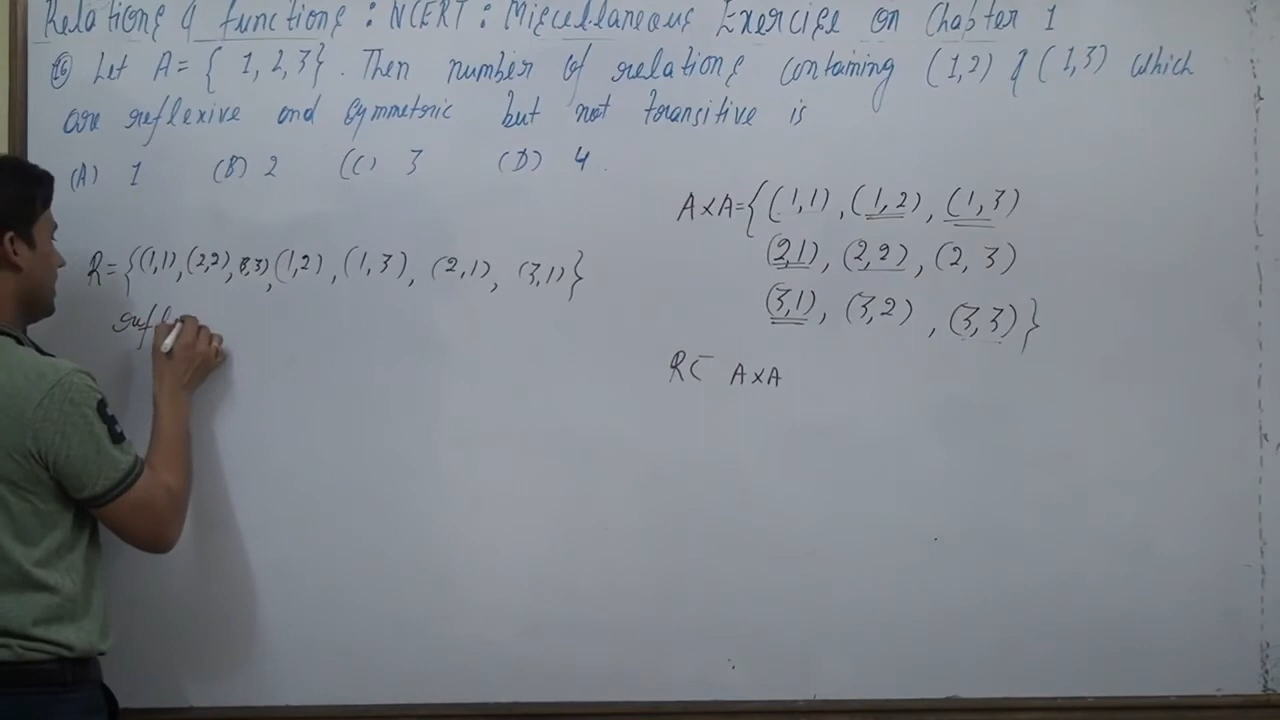 Relations & functions : NCERT : Miscellaneous Exercise on Chapter 1
16 Let A = { 1, 2, 3} . Then number of relations containing (1,2) & (1,3) which
are reflexive and symmetric but not transitive is
(A) 1 (B) 2 (C) 3 (D) 4 .
A×A={(1,1), (1,2), (1,3)
(2,1), (2,2), (2,3)
(3,1), (3,2) , (3,3)}
R⊂ A×A
R={(1,1),(2,2),(3,3),(1,2), (1,3), (2,1), (3,1)}
refl